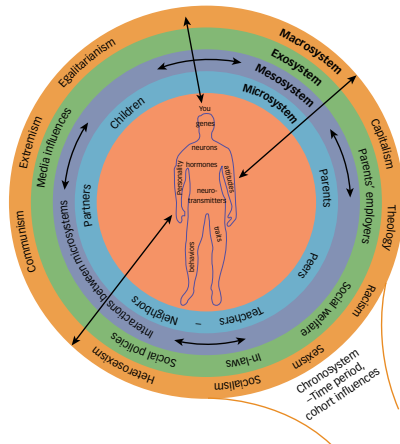 Macrosystem
Exosystem
Mesosystem
Microsystem
Egalitarianism
Extremism
Communism
Heterosexism
Socialism
Sexism
Racism
Theology
Capitalism
Media influences
Social policies
In-laws
Social welfare
Parents' employers
Interactions between microsystems
Children
Partners
Neighbors
–
Teachers
Peers
Parents
You
genes
neurons
hormones
personality
attitudes
neuro-
transmitters
traits
behaviors
Chronosystem
–Time period,
cohort influences